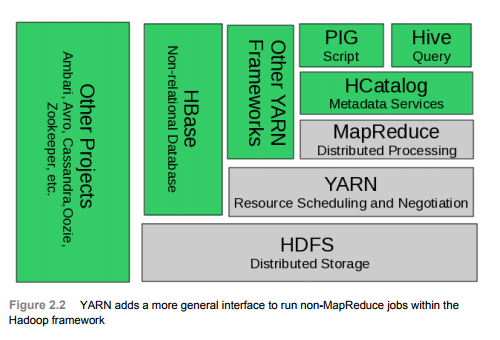 Other Projects
Ambari, Avro, Cassandra,Oozie,
Zookeeper, etc.
HBase
Non-relational Database
Other YARN
Frameworks
PIG
Script
Hive
Query
HCatalog
Metadata Services
MapReduce
Distributed Processing
YARN
Resource Scheduling and Negotiation
HDFS
Distributed Storage
Figure 2.2 YARN adds a more general interface to run non-MapReduce jobs within the
Hadoop framework